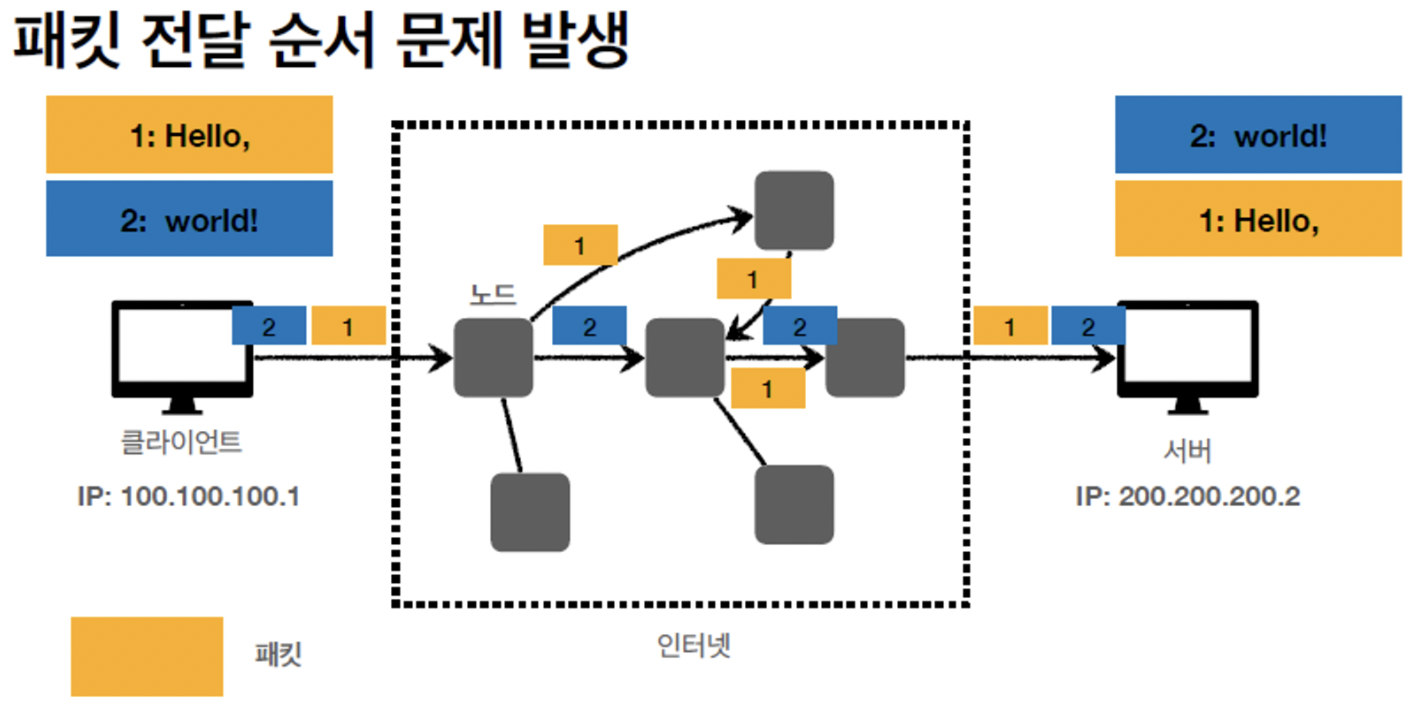 패킷 전달 순서 문제 발생
1: Hello,
2: world!
2: world!
1: Hello,
1
1
노드
2
1
2
2
1
1
2
1
클라이언트
IP: 100.100.100.1
서버
IP: 200.200.200.2
인터넷
패킷